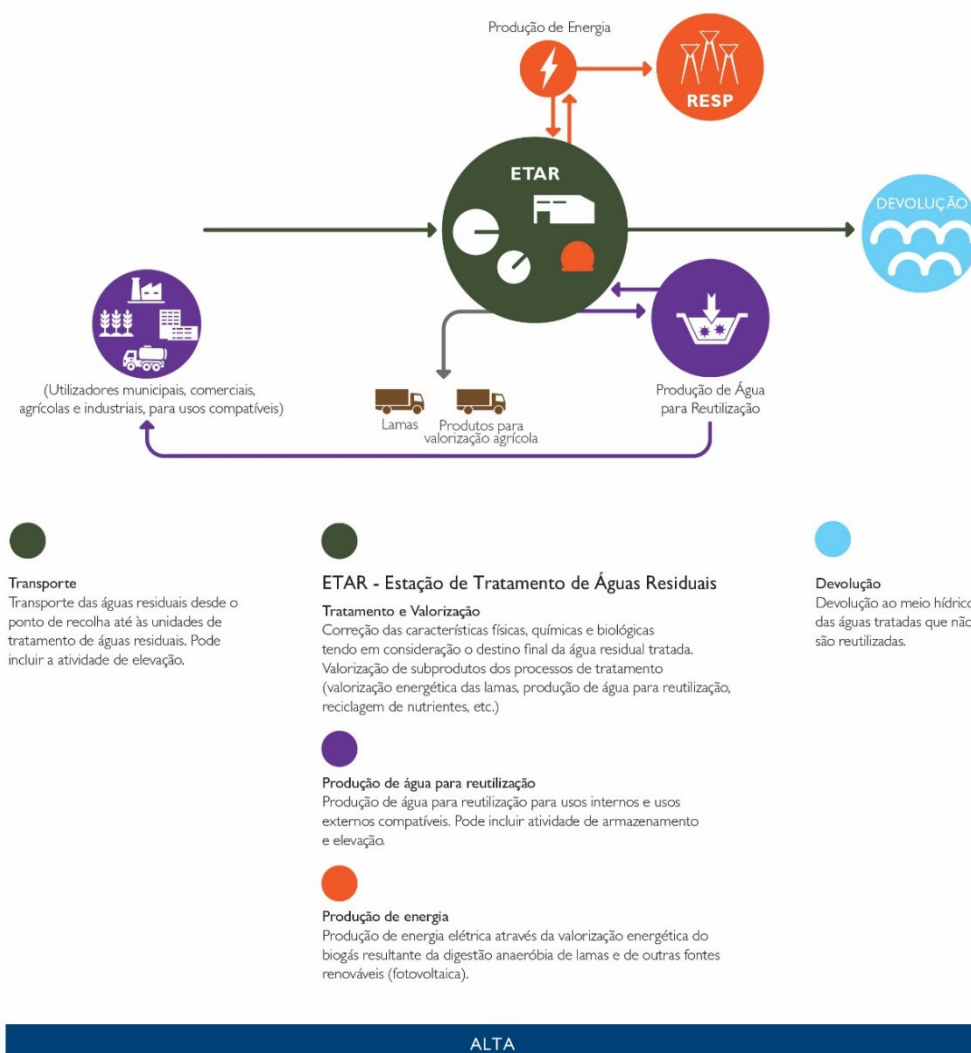 Produção de Energia
RESP
ETAR
DEVOLUÇÃO
(Utilizadores municipais, comerciais,
agrícolas e industriais, para usos compatíveis)
Lamas
Produtos para
valorização agrícola
Produção de Água
para Reutilização
Transporte
Transporte das águas residuais desde o
ponto de recolha até às unidades de
tratamento de águas residuais. Pode
incluir a atividade de elevação.
ETAR - Estação de Tratamento de Águas Residuais
Tratamento e Valorização
Correção das características físicas, químicas e biológicas
tendo em consideração o destino final da água residual tratada.
Valorização de subprodutos dos processos de tratamento
(valorização energética das lamas, produção de água para reutilização,
reciclagem de nutrientes, etc.)
Produção de água para reutilização
Produção de água para reutilização para usos internos e usos
externos compatíveis. Pode incluir atividade de armazenamento
e elevação.
Produção de energia
Produção de energia elétrica através da valorização energética do
biogás resultante da digestão anaeróbia de lamas e de outras fontes
renováveis (fotovoltaica).
Devolução
Devolução ao meio hídrico
das águas tratadas que não
são reutilizadas.
ALTA